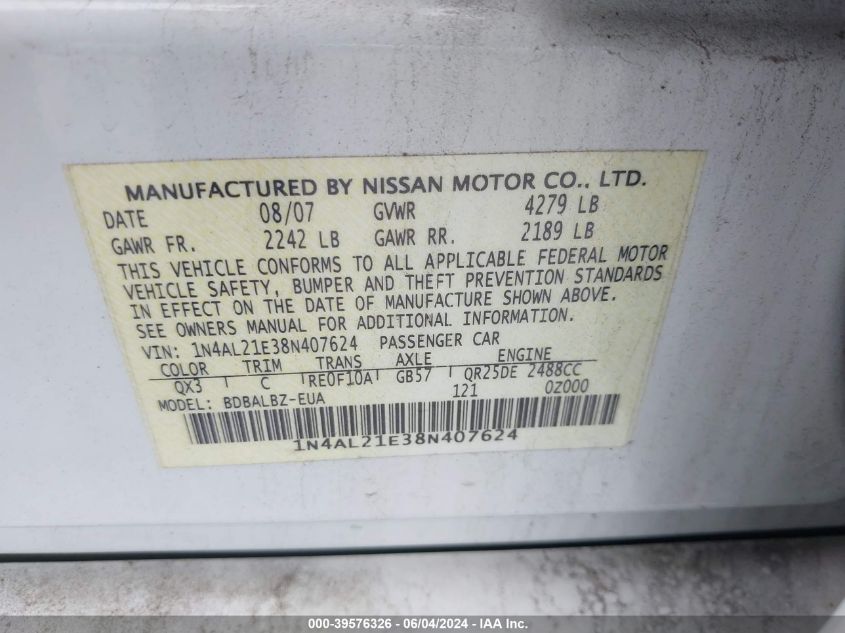 MANUFACTURED BY NISSAN MOTOR CO., LTD.
DATE 08/07 GVWR 4279 LB
GAWR FR. 2242 LB GAWR RR. 2189 LB
THIS VEHICLE CONFORMS TO ALL APPLICABLE FEDERAL MOTOR
VEHICLE SAFETY, BUMPER AND THEFT PREVENTION STANDARDS
IN EFFECT ON THE DATE OF MANUFACTURE SHOWN ABOVE.
SEE OWNERS MANUAL FOR ADDITIONAL INFORMATION.
VIN: 1N4AL21E38N407624 PASSENGER CAR
COLOR TRIM TRANS AXLE ENGINE
QX3 C RE0F10A GB57 QR25DE 2488CC
MODEL: BDBALBZ-EUA 121 0Z000
1N4AL21E38N407624
000-39576326 - 06/04/2024 - IAA Inc.